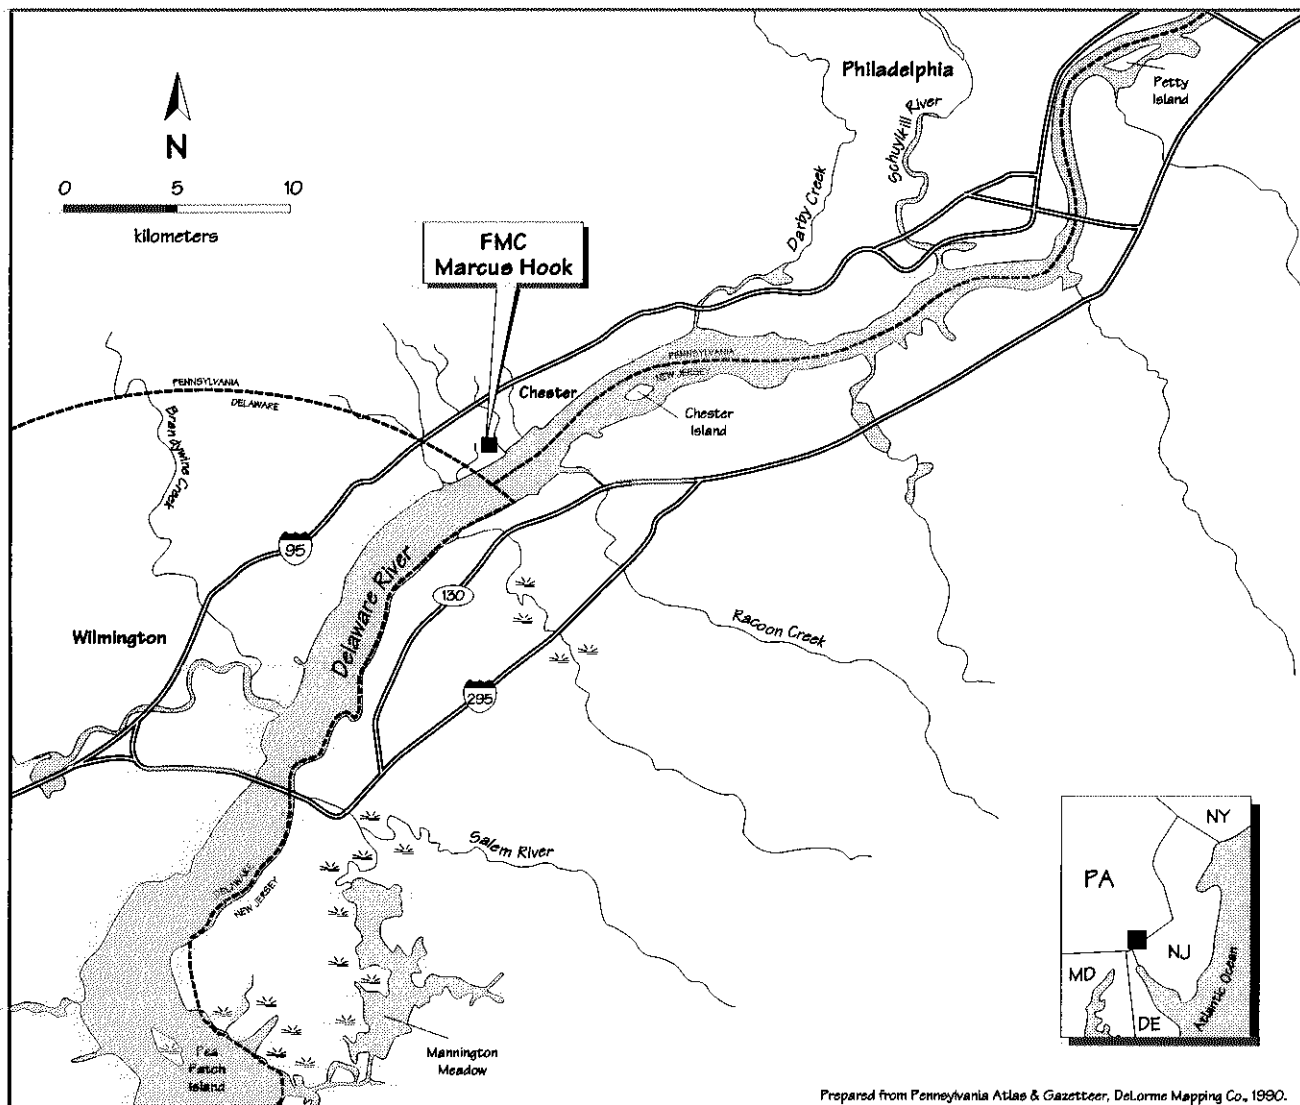 Philadelphia
Petty
Island
Schuylkill River
Darby Creek
N
0 5 10
kilometers
FMC
Marcus Hook
PENNSYLVANIA
DELAWARE
Chester
PENNSYLVANIA
NEW JERSEY
Chester
Island
Brandywine Creek
95
Delaware River
130
Wilmington
Racoon Creek
295
Salem River
DELAWARE
NEW JERSEY
Pea
Patch
Island
Mannington
Meadow
NY
PA
NJ
MD
DE
Atlantic Ocean
Prepared from Pennsylvania Atlas & Gazetteer, DeLorme Mapping Co., 1990.